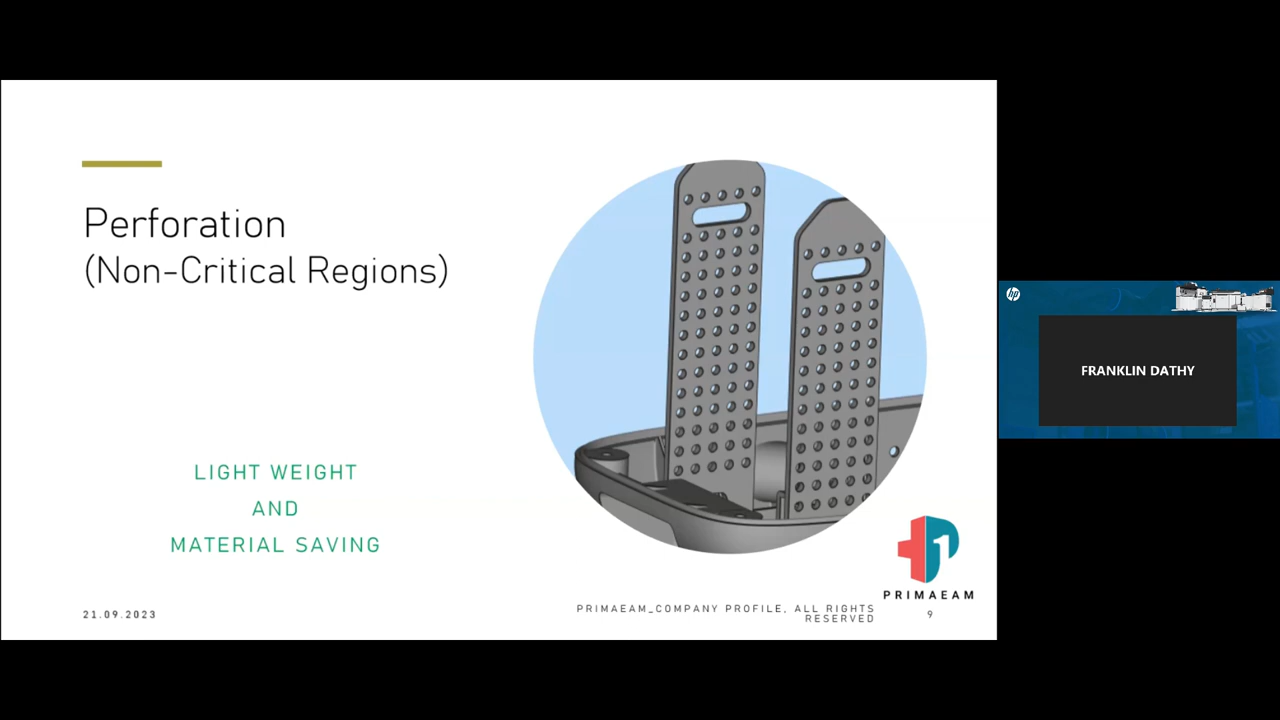 Perforation
(Non-Critical Regions)
LIGHT WEIGHT
AND
MATERIAL SAVING
21.09.2023
PRIMAEAM_COMPANY PROFILE, ALL RIGHTS
RESERVED
PRIMAEAM
9
hp
FRANKLIN DATHY